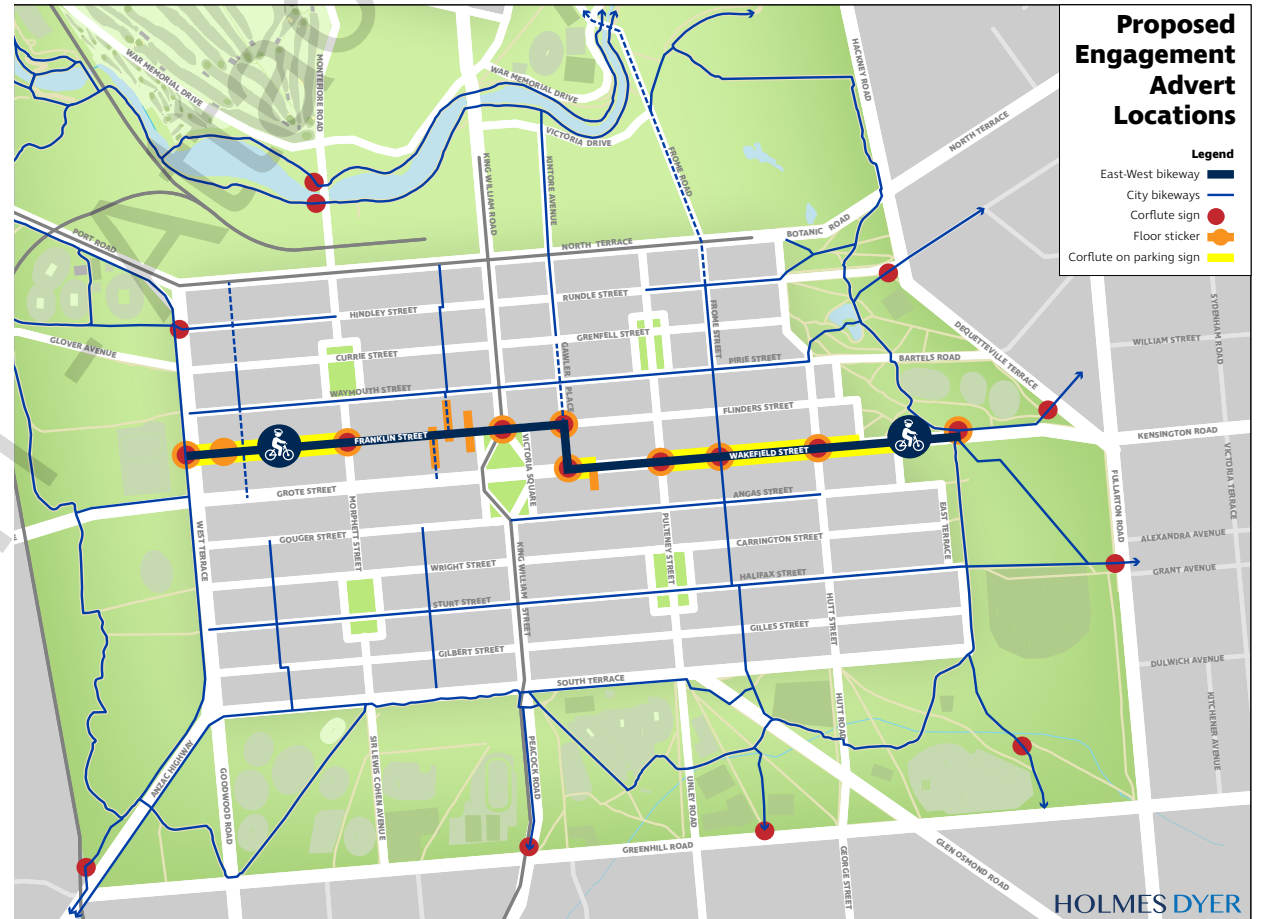 Proposed
Engagement
Advert
Locations
Legend
East-West bikeway
City bikeways
Corflute sign
Floor sticker
Corflute on parking sign
WAR MEMORIAL DRIVE
MONTEFIORE ROAD
WAR MEMORIAL DRIVE
VICTORIA DRIVE
HACKNEY ROAD
NORTH TERRACE
FROME ROAD
KING WILLIAM ROAD
KINTORE AVENUE
PORT ROAD
NORTH TERRACE
BOTANIC ROAD
GLOVER AVENUE
HINDLEY STREET
RUNDLE STREET
CURRIE STREET
GRENFELL STREET
FROME STREET
WAYMOUTH STREET
GAWLER PLACE
PIRIE STREET
BARTELS ROAD
DEQUETTEVILLE TERRACE
WILLIAM STREET
SYDENHAM ROAD
FRANKLIN STREET
FLINDERS STREET
VICTORIA SQUARE
WAKEFIELD STREET
KENSINGTON ROAD
VICTORIA TERRACE
GROTE STREET
ANGAS STREET
WEST TERRACE
MORPHETT STREET
GOUGER STREET
PULTENEY STREET
CARRINGTON STREET
EAST TERRACE
FULLARTON ROAD
ALEXANDRA AVENUE
WRIGHT STREET
KING WILLIAM STREET
HALIFAX STREET
GRANT AVENUE
STURT STREET
HUTT STREET
GILLES STREET
GILBERT STREET
DULWICH AVENUE
SOUTH TERRACE
KITCHENER AVENUE
HUTT ROAD
ANZAC HIGHWAY
GOODWOOD ROAD
SIR LEWIS COHEN AVENUE
PEACOCK ROAD
UNLEY ROAD
GREENHILL ROAD
GEORGE STREET
GLEN OSMOND ROAD
HOLMES DYER